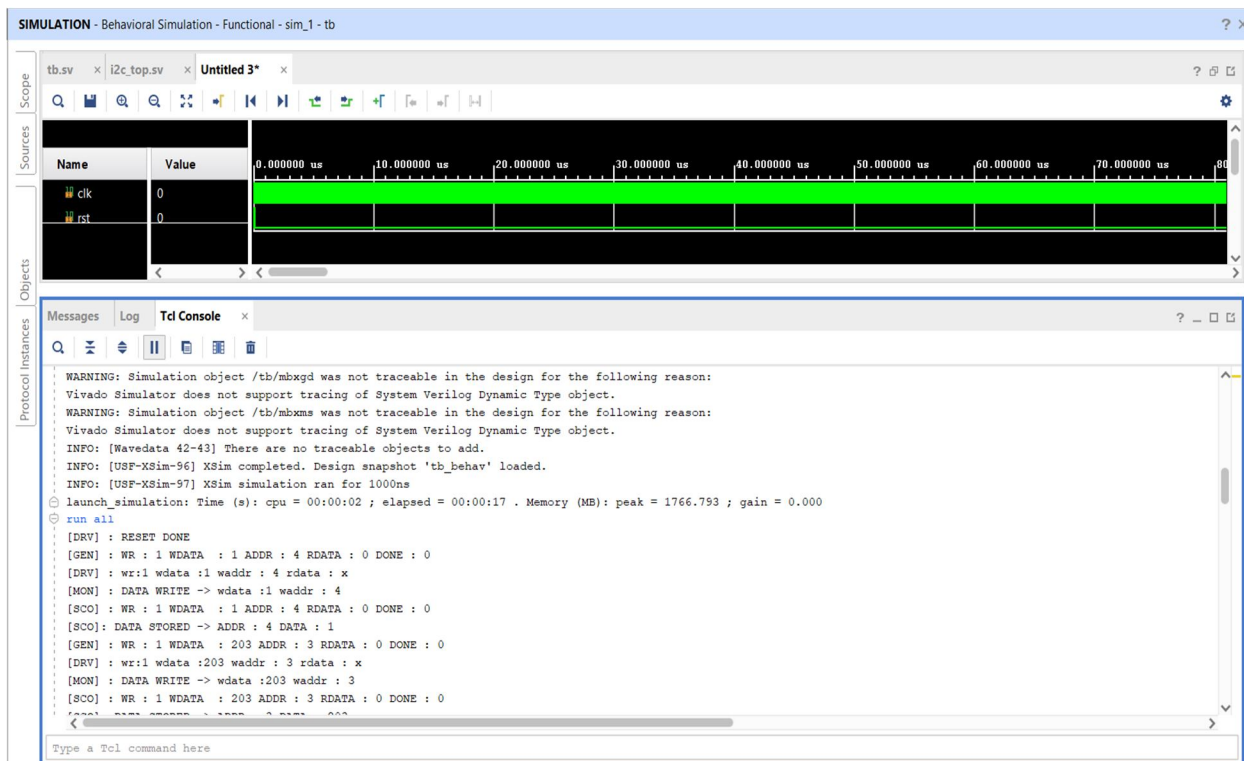 SIMULATION - Behavioral Simulation - Functional - sim_1 - tb
tb.sv i2c_top.sv Untitled 3*
Name Value
0.000000 us 10.000000 us 20.000000 us 30.000000 us 40.000000 us 50.000000 us 60.000000 us 70.000000 us 80
clk 0
rst 0
Scope
Sources
Objects
Protocol Instances
Messages Log Tcl Console
WARNING: Simulation object /tb/mbxgd was not traceable in the design for the following reason:
Vivado Simulator does not support tracing of System Verilog Dynamic Type object.
WARNING: Simulation object /tb/mbxms was not traceable in the design for the following reason:
Vivado Simulator does not support tracing of System Verilog Dynamic Type object.
INFO: [Wavedata 42-43] There are no traceable objects to add.
INFO: [USF-XSim-96] XSim completed. Design snapshot 'tb_behav' loaded.
INFO: [USF-XSim-97] XSim simulation ran for 1000ns
launch_simulation: Time (s): cpu = 00:00:02 ; elapsed = 00:00:17 . Memory (MB): peak = 1766.793 ; gain = 0.000
run all
[DRV] : RESET DONE
[GEN] : WR : 1 WDATA  : 1 ADDR : 4 RDATA : 0 DONE : 0
[DRV] : wr:1 wdata :1 waddr : 4 rdata : x
[MON] : DATA WRITE -> wdata :1 waddr : 4
[SCO] : WR : 1 WDATA  : 1 ADDR : 4 RDATA : 0 DONE : 0
[SCO]: DATA STORED -> ADDR : 4 DATA : 1
[GEN] : WR : 1 WDATA  : 203 ADDR : 3 RDATA : 0 DONE : 0
[DRV] : wr:1 wdata :203 waddr : 3 rdata : x
[MON] : DATA WRITE -> wdata :203 waddr : 3
[SCO] : WR : 1 WDATA  : 203 ADDR : 3 RDATA : 0 DONE : 0
Type a Tcl command here